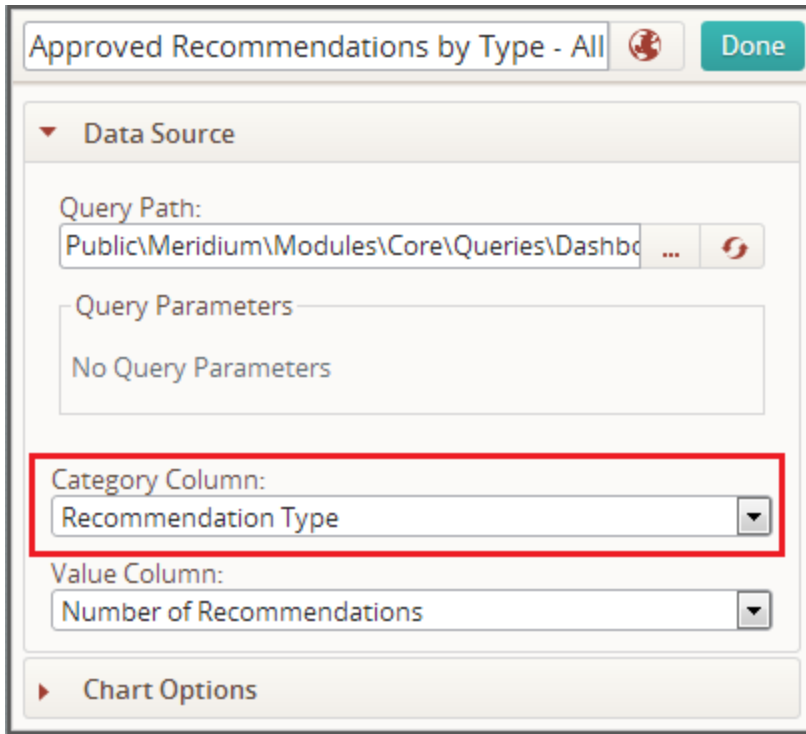 Approved Recommendations by Type - All
Done
Data Source
Query Path:
Public\Meridium\Modules\Core\Queries\Dashbo
...
Query Parameters
No Query Parameters
Category Column:
Recommendation Type
Value Column:
Number of Recommendations
Chart Options